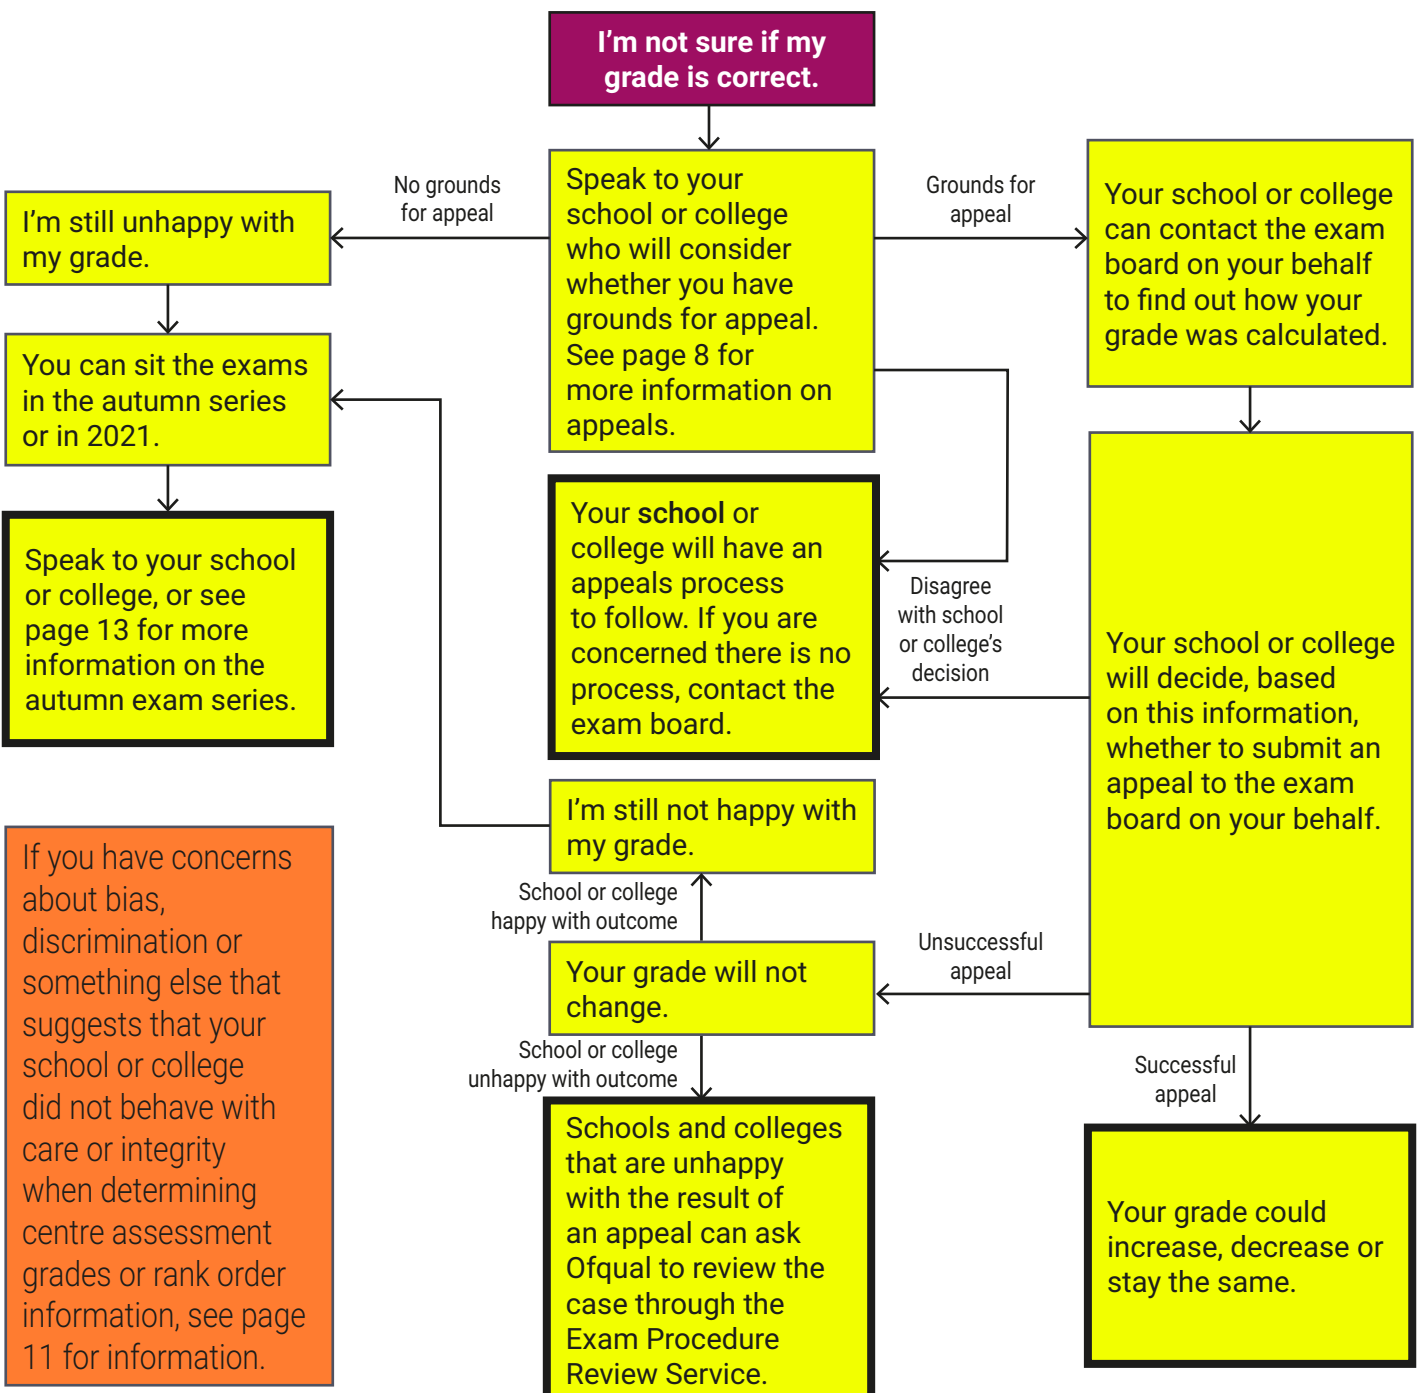 I’m not sure if my
grade is correct.
Speak to your
school or college
who will consider
whether you have
grounds for appeal.
See page 8 for
more information on
appeals.
No grounds
for appeal
I’m still unhappy with
my grade.
You can sit the exams
in the autumn series
or in 2021.
Speak to your school
or college, or see
page 13 for more
information on the
autumn exam series.
Grounds for
appeal
Your school or college
can contact the exam
board on your behalf
to find out how your
grade was calculated.
Your school or college
will decide, based
on this information,
whether to submit an
appeal to the exam
board on your behalf.
Disagree
with school
or college’s
decision
Your school or
college will have an
appeals process
to follow. If you are
concerned there is no
process, contact the
exam board.
I’m still not happy with
my grade.
School or college
happy with outcome
Your grade will not
change.
Unsuccessful
appeal
School or college
unhappy with outcome
Schools and colleges
that are unhappy
with the result of
an appeal can ask
Ofqual to review the
case through the
Exam Procedure
Review Service.
Successful
appeal
Your grade could
increase, decrease or
stay the same.
If you have concerns
about bias,
discrimination or
something else that
suggests that your
school or college
did not behave with
care or integrity
when determining
centre assessment
grades or rank order
information, see page
11 for information.